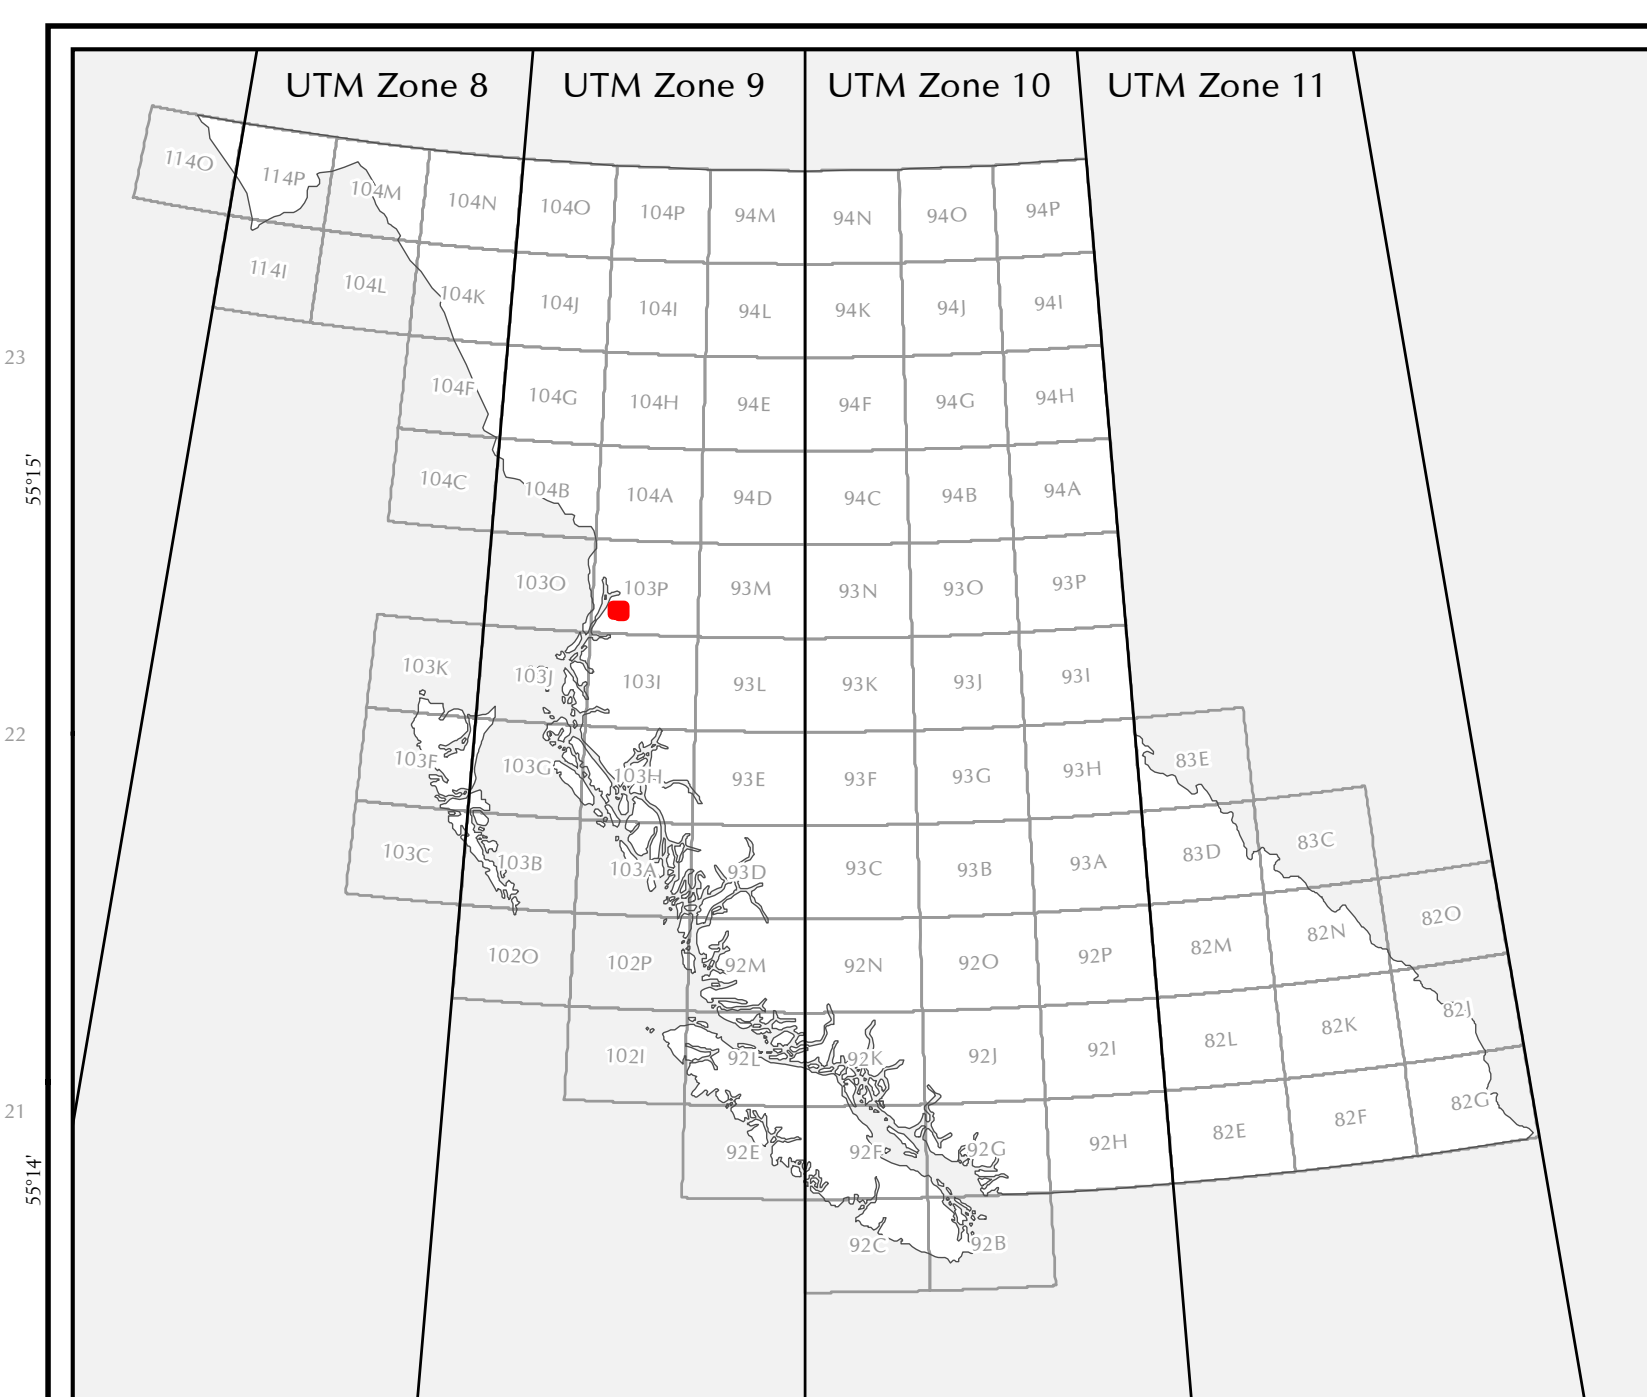 UTM Zone 8 UTM Zone 9 UTM Zone 10 UTM Zone 11
114O 114P 104M 104N 104O 104P 94M 94N 94O 94P
114I 104L 104K 104J 104I 94L 94K 94J 94I
23
104F 104G 104H 94E 94F 94G 94H
55°15'
104C 104B 104A 94D 94C 94B 94A
103O 103P 93M 93N 93O 93P
103K 103J 103I 93L 93K 93J 93I
22
103F 103G 103H 93E 93F 93G 93H 83E
103C 103B 103A 93D 93C 93B 93A 83D 83C
102O 102P 92M 92N 92O 92P 82M 82N 82O
102I 92L 92K 92J 92I 82L 82K 82J
21
55°14'
92E 92F 92G 92H 82E 82F 82G
92C 92B